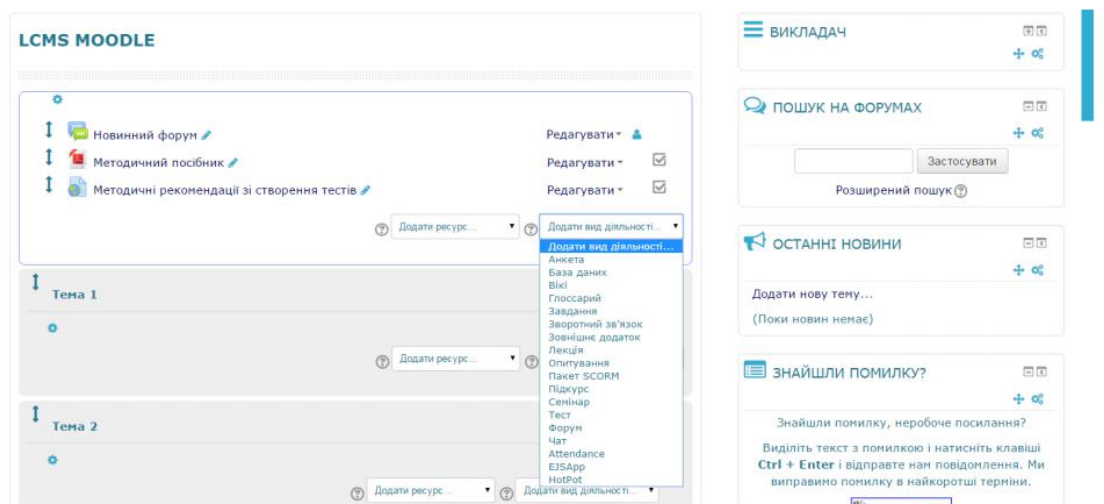 LCMS MOODLE
Новинний форум
Редагувати
Методичний посібник
Редагувати
Методичні рекомендації зі створення тестів
Редагувати
Додати ресурс...
Додати вид діяльності...
Додати вид діяльності...
Анкета
База даних
Вікі
Глоссарий
Завдання
Зворотний зв'язок
Зовнішнє додаток
Лекція
Опитування
Пакет SCORM
Підкурс
Семінар
Тест
Форум
Чат
Attendance
EJSApp
HotPot
Тема 1
Додати ресурс...
Тема 2
Додати ресурс...
Додати вид діяльності...
ВИКЛАДАЧ
ПОШУК НА ФОРУМАХ
Застосувати
Розширений пошук
ОСТАННІ НОВИНИ
Додати нову тему...
(Поки новин немає)
ЗНАЙШЛИ ПОМИЛКУ?
Знайшли помилку, неробоче посилання?
Виділіть текст з помилкою і натисніть клавіші
Ctrl + Enter і відправте нам повідомлення. Ми
виправимо помилку в найкоротші терміни.